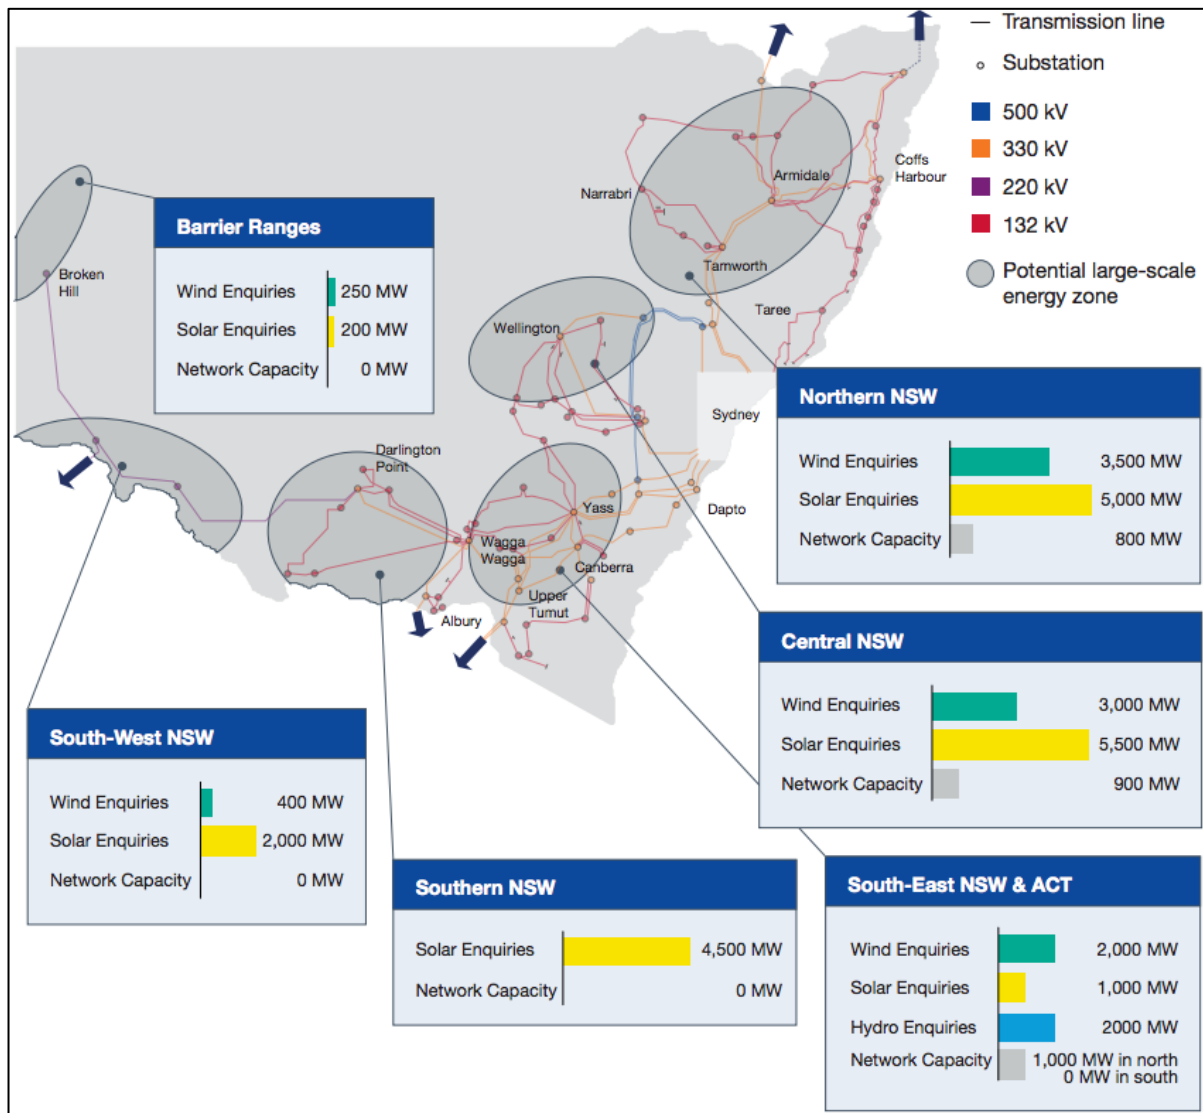 Transmission line
Substation
500 kV
330 kV
220 kV
132 kV
Potential large-scale
energy zone
Coffs
Harbour
Armidale
Narrabri
Tamworth
Taree
Wellington
Sydney
Broken
Hill
Darlington
Point
Yass
Dapto
Wagga
Wagga
Canberra
Upper
Tumut
Albury
Barrier Ranges
Wind Enquiries 250 MW
Solar Enquiries 200 MW
Network Capacity 0 MW
Northern NSW
Wind Enquiries 3,500 MW
Solar Enquiries 5,000 MW
Network Capacity 800 MW
Central NSW
Wind Enquiries 3,000 MW
Solar Enquiries 5,500 MW
Network Capacity 900 MW
South-West NSW
Wind Enquiries 400 MW
Solar Enquiries 2,000 MW
Network Capacity 0 MW
Southern NSW
Solar Enquiries 4,500 MW
Network Capacity 0 MW
South-East NSW & ACT
Wind Enquiries 2,000 MW
Solar Enquiries 1,000 MW
Hydro Enquiries 2000 MW
Network Capacity 1,000 MW in north
0 MW in south